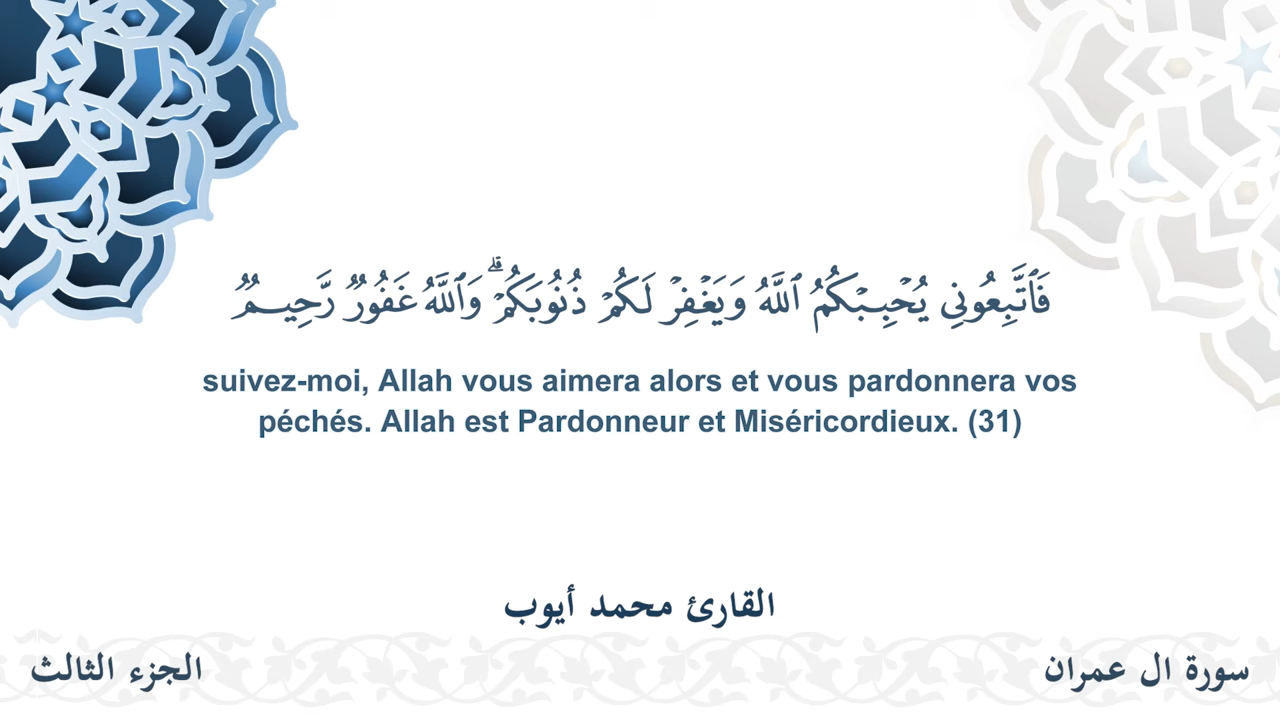 فَٱتَّبِعُونِي يُحۡبِبۡكُمُ ٱللَّهُ وَيَغۡفِرۡ لَكُمۡ ذُنُوبَكُمۡۗ وَٱللَّهُ غَفُورٞ رَّحِيمٞ
suivez-moi, Allah vous aimera alors et vous pardonnera vos
péchés. Allah est Pardonneur et Miséricordieux. (31)
القارئ محمد أيوب
سورة ال عمران
الجزء الثالث